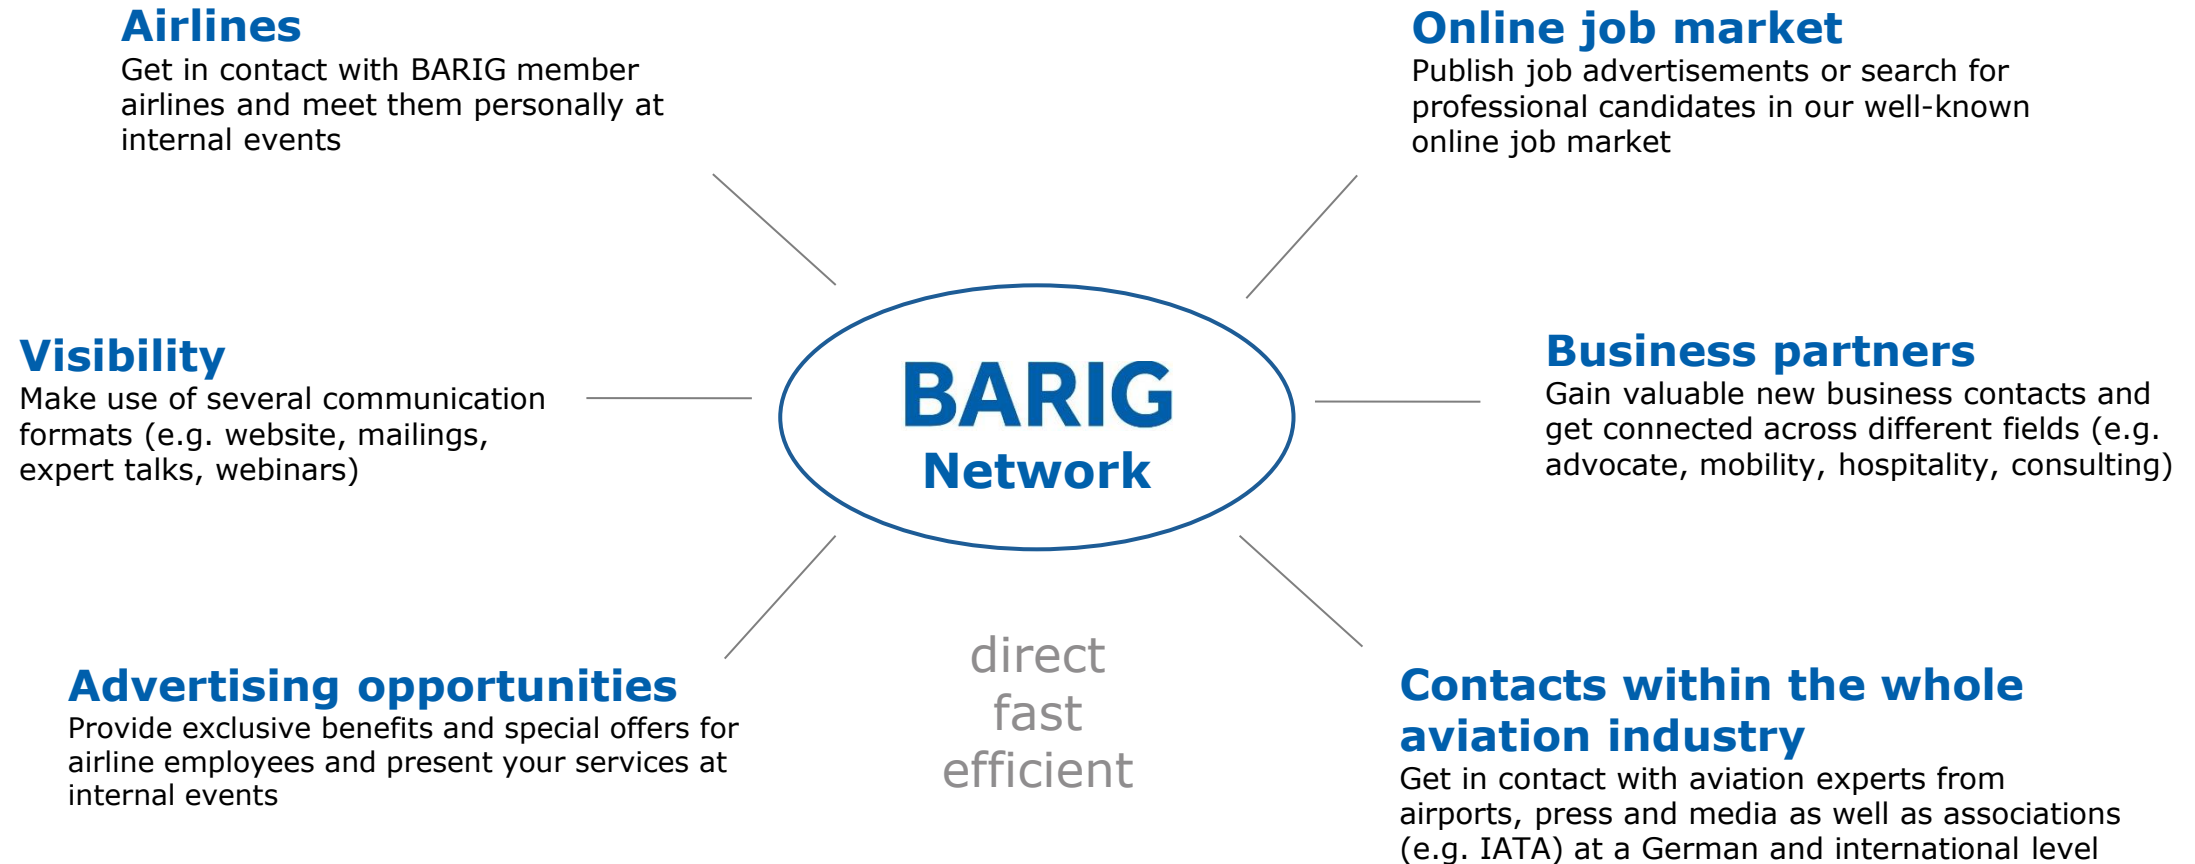 Airlines
Get in contact with BARIG member
airlines and meet them personally at
internal events
Online job market
Publish job advertisements or search for
professional candidates in our well-known
online job market
Visibility
Make use of several communication
formats (e.g. website, mailings,
expert talks, webinars)
BARIG
Network
Business partners
Gain valuable new business contacts and
get connected across different fields (e.g.
advocate, mobility, hospitality, consulting)
Advertising opportunities
Provide exclusive benefits and special offers for
airline employees and present your services at
internal events
direct
fast
efficient
Contacts within the whole
aviation industry
Get in contact with aviation experts from
airports, press and media as well as associations
(e.g. IATA) at a German and international level